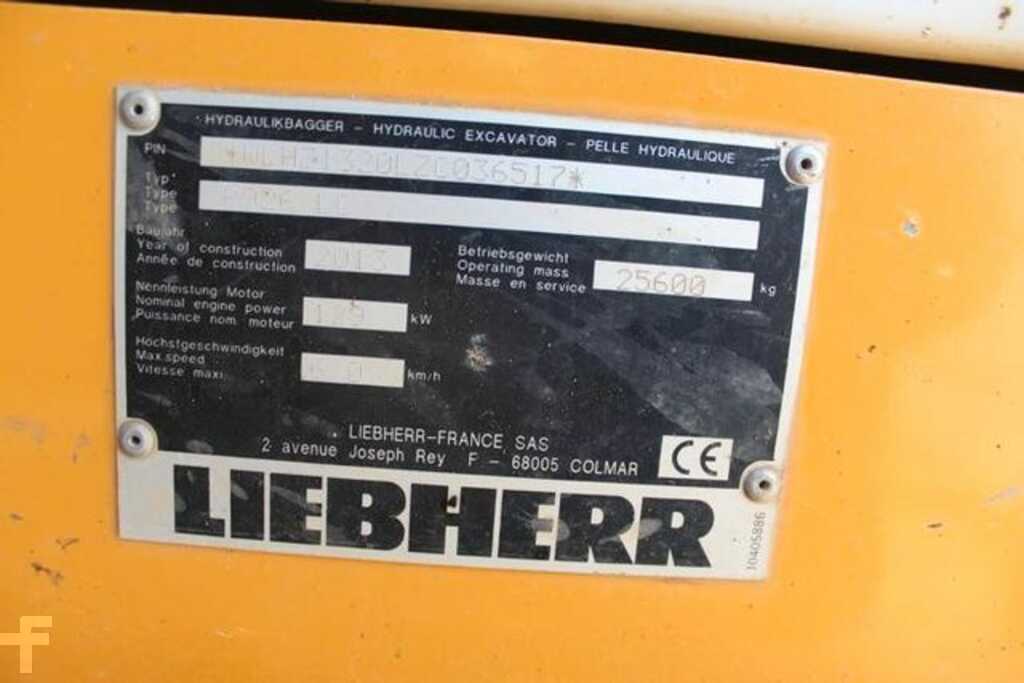 HYDRAULIKBAGGER - HYDRAULIC EXCAVATOR - PELLE HYDRAULIQUE
PIN
Typ
Type
Type
Baujahr
Year of construction 2013
Année de construction
Betriebsgewicht
Operating mass 25600 kg
Masse en service
Nennleistung Motor
Nominal engine power kW
Puissance nom. moteur
Höchstgeschwindigkeit
Max.speed km/h
Vitesse maxi.
LIEBHERR-FRANCE SAS
2 avenue Joseph Rey F - 68005 COLMAR
CE
LIEBHERR
10405886
F